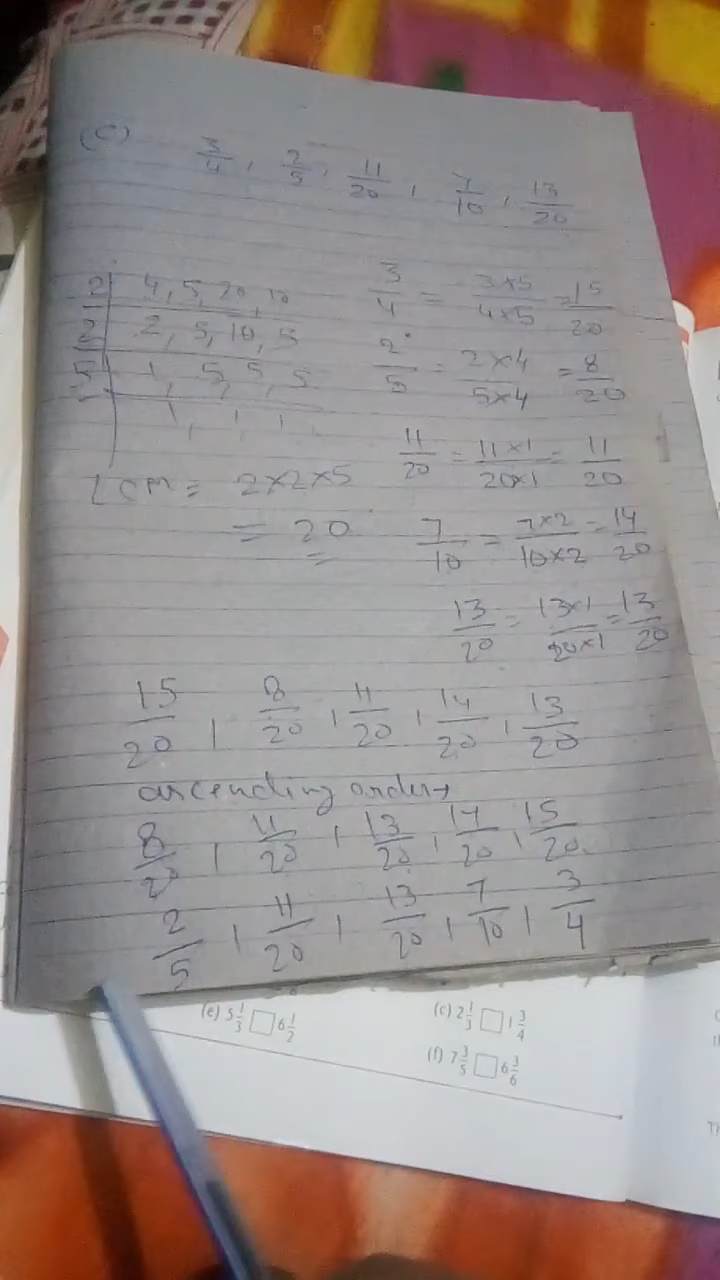 (C) 3/4, 2/5, 11/20, 7/10, 13/20
2 | 4, 5, 20, 10
2 | 2, 5, 10, 5
5 | 1, 5, 5, 5
1, 1, 1
LCM = 2×2×5
= 20
3/4 = 3×5/4×5 = 15/20
2/5 = 2×4/5×4 = 8/20
11/20 = 11×1/20×1 = 11/20
7/10 = 7×2/10×2 = 14/20
13/20 = 13×1/20×1 = 13/20
15/20, 8/20, 11/20, 14/20, 13/20
ascending order→
8/20, 11/20, 13/20, 14/20, 15/20
2/5, 11/20, 13/20, 7/10, 3/4
(e) 5 1/3 □ 6 1/2
(c) 2 1/3 □ 1 3/4
(f) 7 3/5 □ 6 3/6